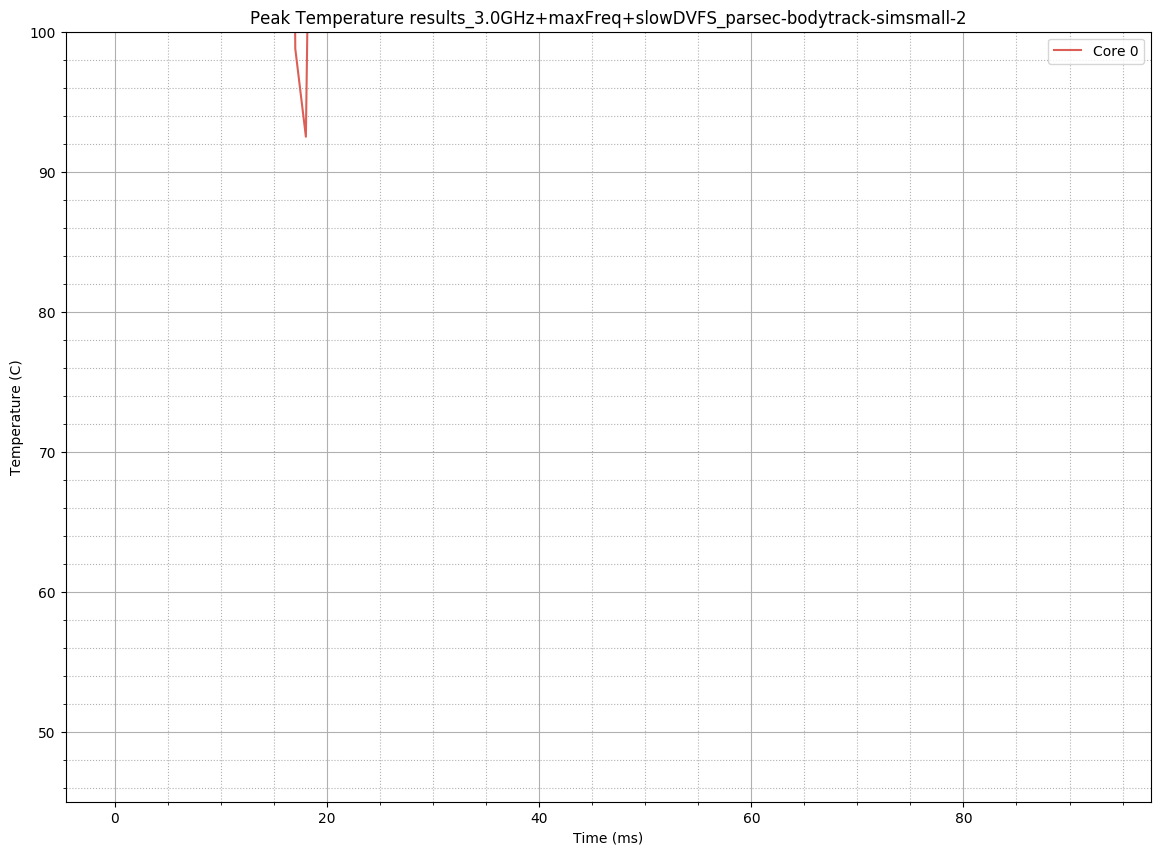 Peak Temperature results_3.0GHz+maxFreq+slowDVFS_parsec-bodytrack-simsmall-2
Core 0
100
90
80
70
60
50
Temperature (C)
0 20 40 60 80
Time (ms)